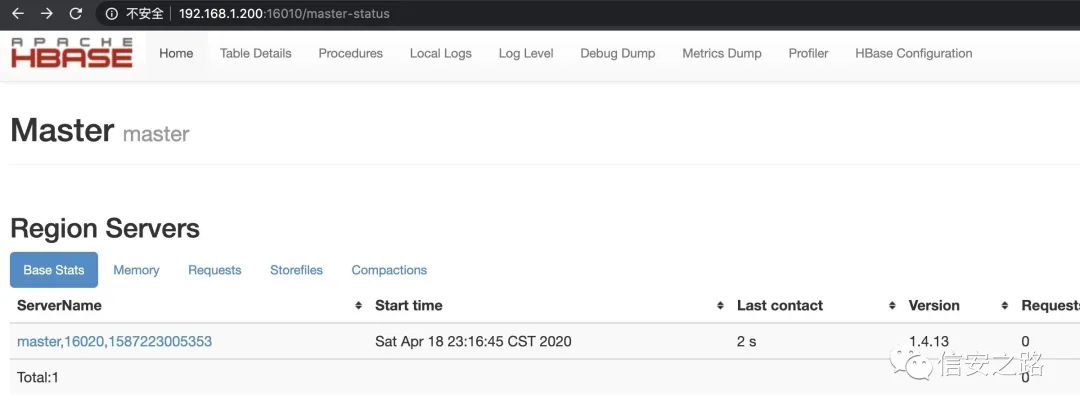 不安全 192.168.1.200:16010/master-status
APACHE
HBASE
Home Table Details Procedures Local Logs Log Level Debug Dump Metrics Dump Profiler HBase Configuration
Master master
Region Servers
Base Stats Memory Requests Storefiles Compactions
ServerName Start time Last contact Version Requests
master,16020,1587223005353 Sat Apr 18 23:16:45 CST 2020 2 s 1.4.13 0
Total:1 0
信安之路